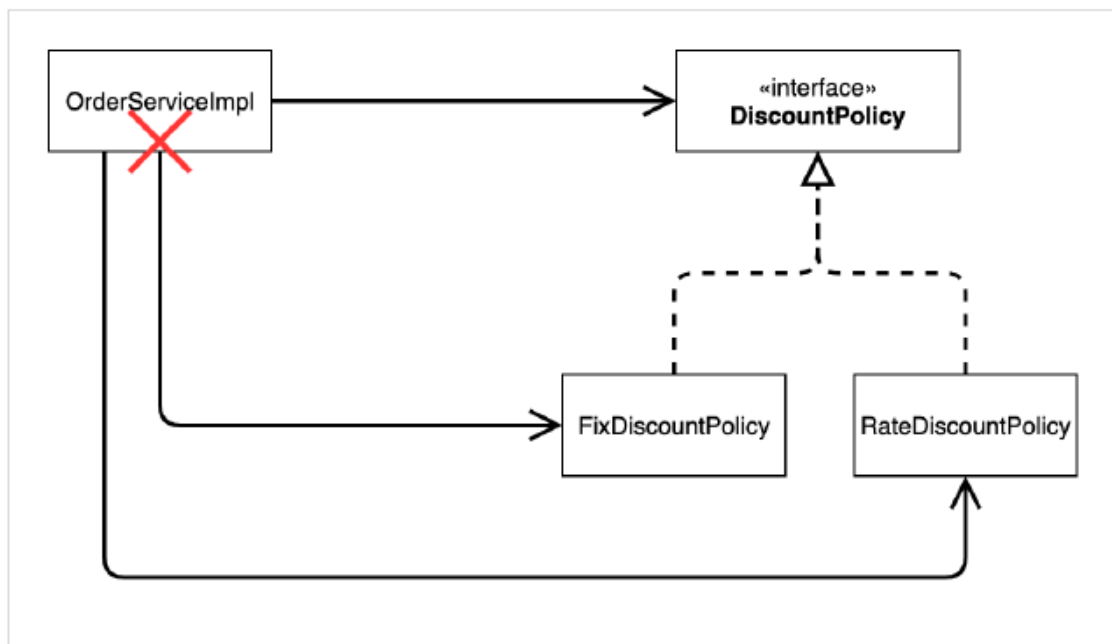 OrderServiceImpl
«interface»
DiscountPolicy
FixDiscountPolicy
RateDiscountPolicy